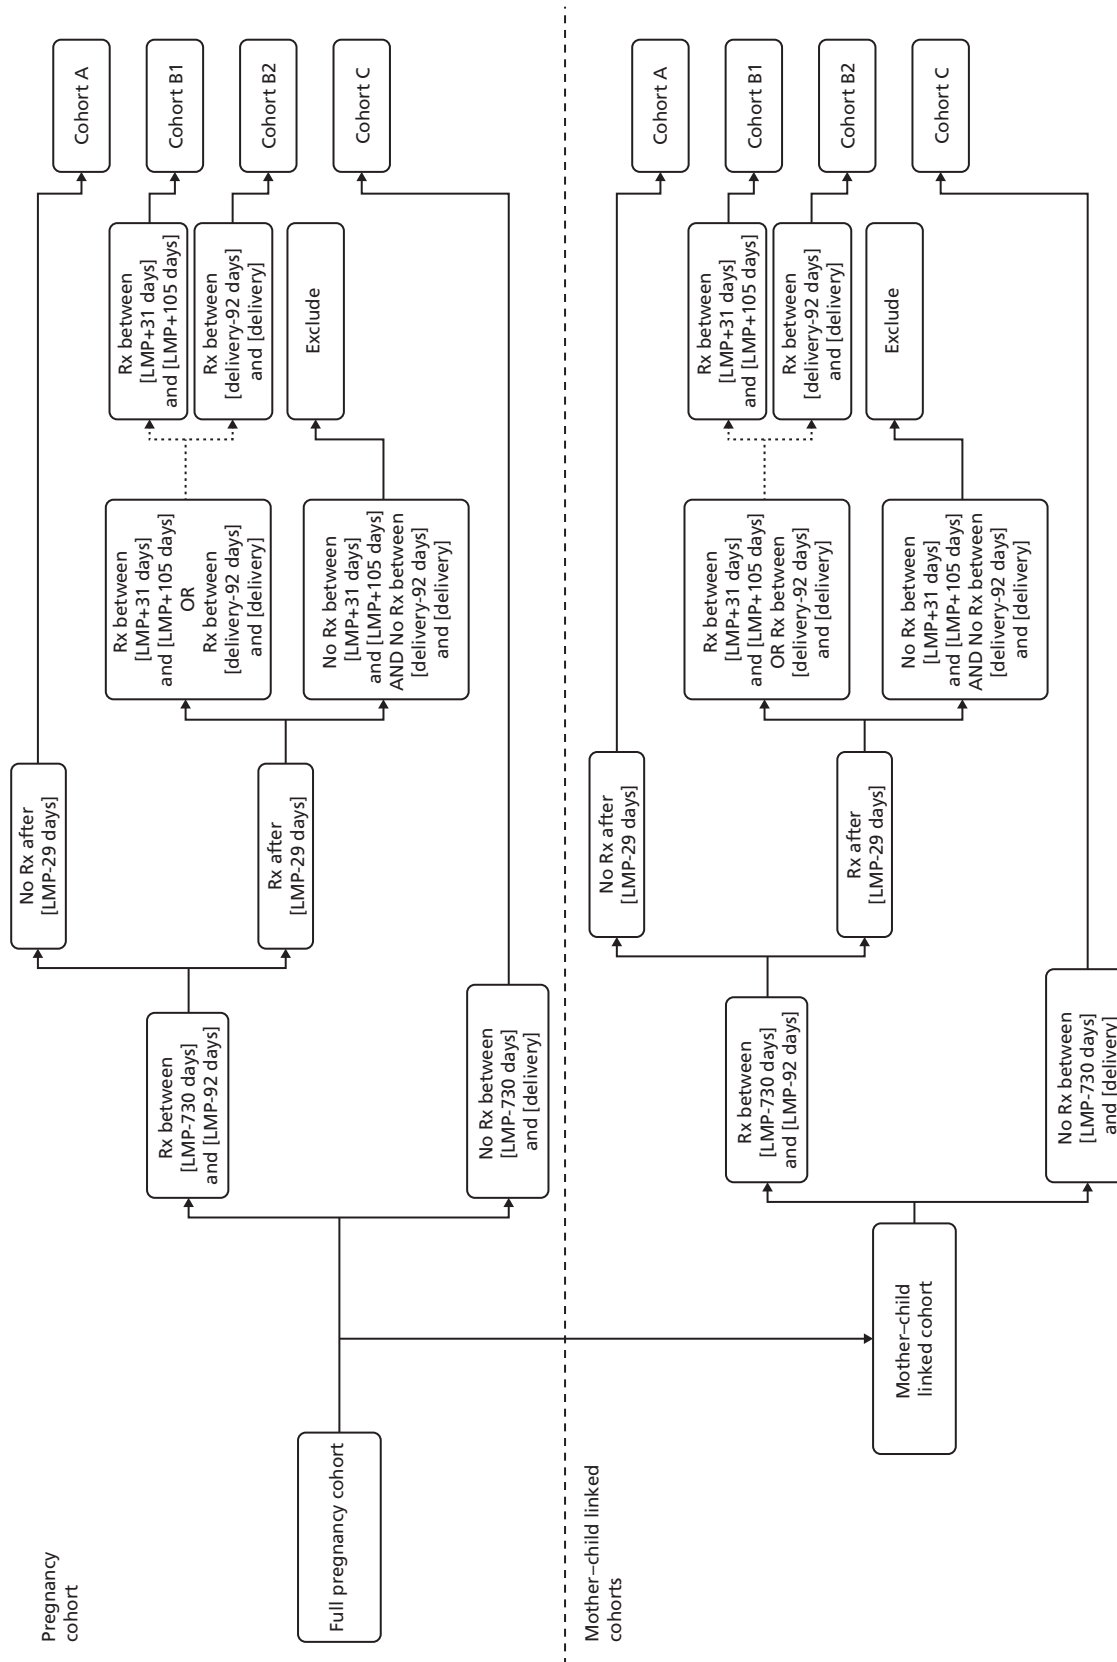 Pregnancy
cohort
Full pregnancy cohort
Rx between
[LMP-730 days]
and [LMP-92 days]
No Rx between
[LMP-730 days]
and [delivery]
No Rx after
[LMP-29 days]
Rx after
[LMP-29 days]
Rx between
[LMP+31 days]
and [LMP+105 days]
OR
Rx between
[delivery-92 days]
and [delivery]
No Rx between
[LMP+31 days]
and [LMP+105 days]
AND No Rx between
[delivery-92 days]
and [delivery]
Rx between
[LMP+31 days]
and [LMP+105 days]
Rx between
[delivery-92 days]
and [delivery]
Exclude
Cohort A
Cohort B1
Cohort B2
Cohort C
Mother–child linked
cohorts
Mother–child
linked cohort
Rx between
[LMP-730 days]
and [LMP-92 days]
No Rx between
[LMP-730 days]
and [delivery]
No Rx after
[LMP-29 days]
Rx after
[LMP-29 days]
Rx between
[LMP+31 days]
and [LMP+105 days]
OR Rx between
[delivery-92 days]
and [delivery]
No Rx between
[LMP+31 days]
and [LMP+105 days]
AND No Rx between
[delivery-92 days]
and [delivery]
Rx between
[LMP+31 days]
and [LMP+105 days]
Rx between
[delivery-92 days]
and [delivery]
Exclude
Cohort A
Cohort B1
Cohort B2
Cohort C